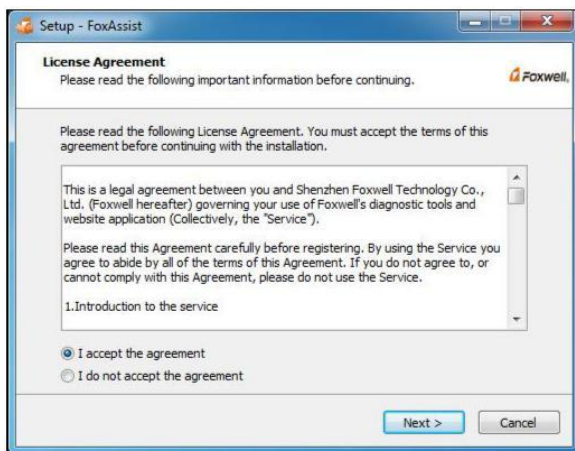 Setup - FoxAssist
License Agreement
Please read the following important information before continuing.
Foxwell.
Please read the following License Agreement. You must accept the terms of this
agreement before continuing with the installation.
This is a legal agreement between you and Shenzhen Foxwell Technology Co.,
Ltd. (Foxwell hereafter) governing your use of Foxwell's diagnostic tools and
website application (Collectively, the "Service").
Please read this Agreement carefully before registering. By using the Service you
agree to abide by all of the terms of this Agreement. If you do not agree to, or
cannot comply with this Agreement, please do not use the Service.
1.Introduction to the service
I accept the agreement
I do not accept the agreement
Next >
Cancel